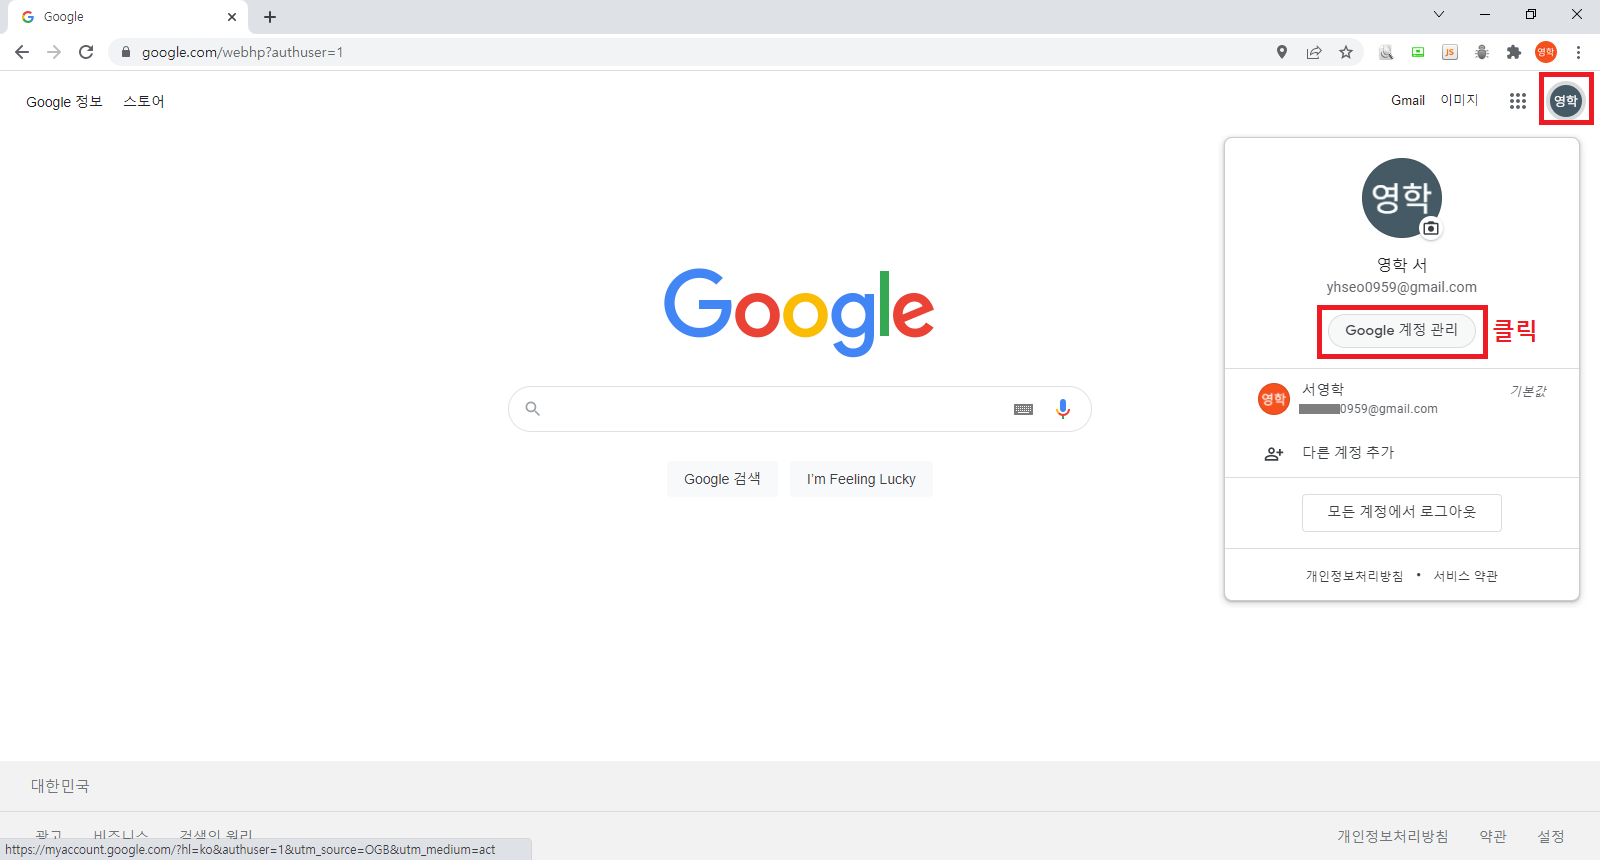 Google
google.com/webhp?authuser=1
JS
영학
Google 정보 스토어
Gmail 이미지
영학
영학
영학 서
yhseo0959@gmail.com
Google 계정 관리 클릭
영학 서영학 기본값
0959@gmail.com
다른 계정 추가
모든 계정에서 로그아웃
개인정보처리방침 • 서비스 약관
Google
Google 검색 I'm Feeling Lucky
대한민국
광고 비즈니스 검색의 원리 개인정보처리방침 약관 설정
https://myaccount.google.com/?hl=ko&authuser=1&utm_source=OGB&utm_medium=act